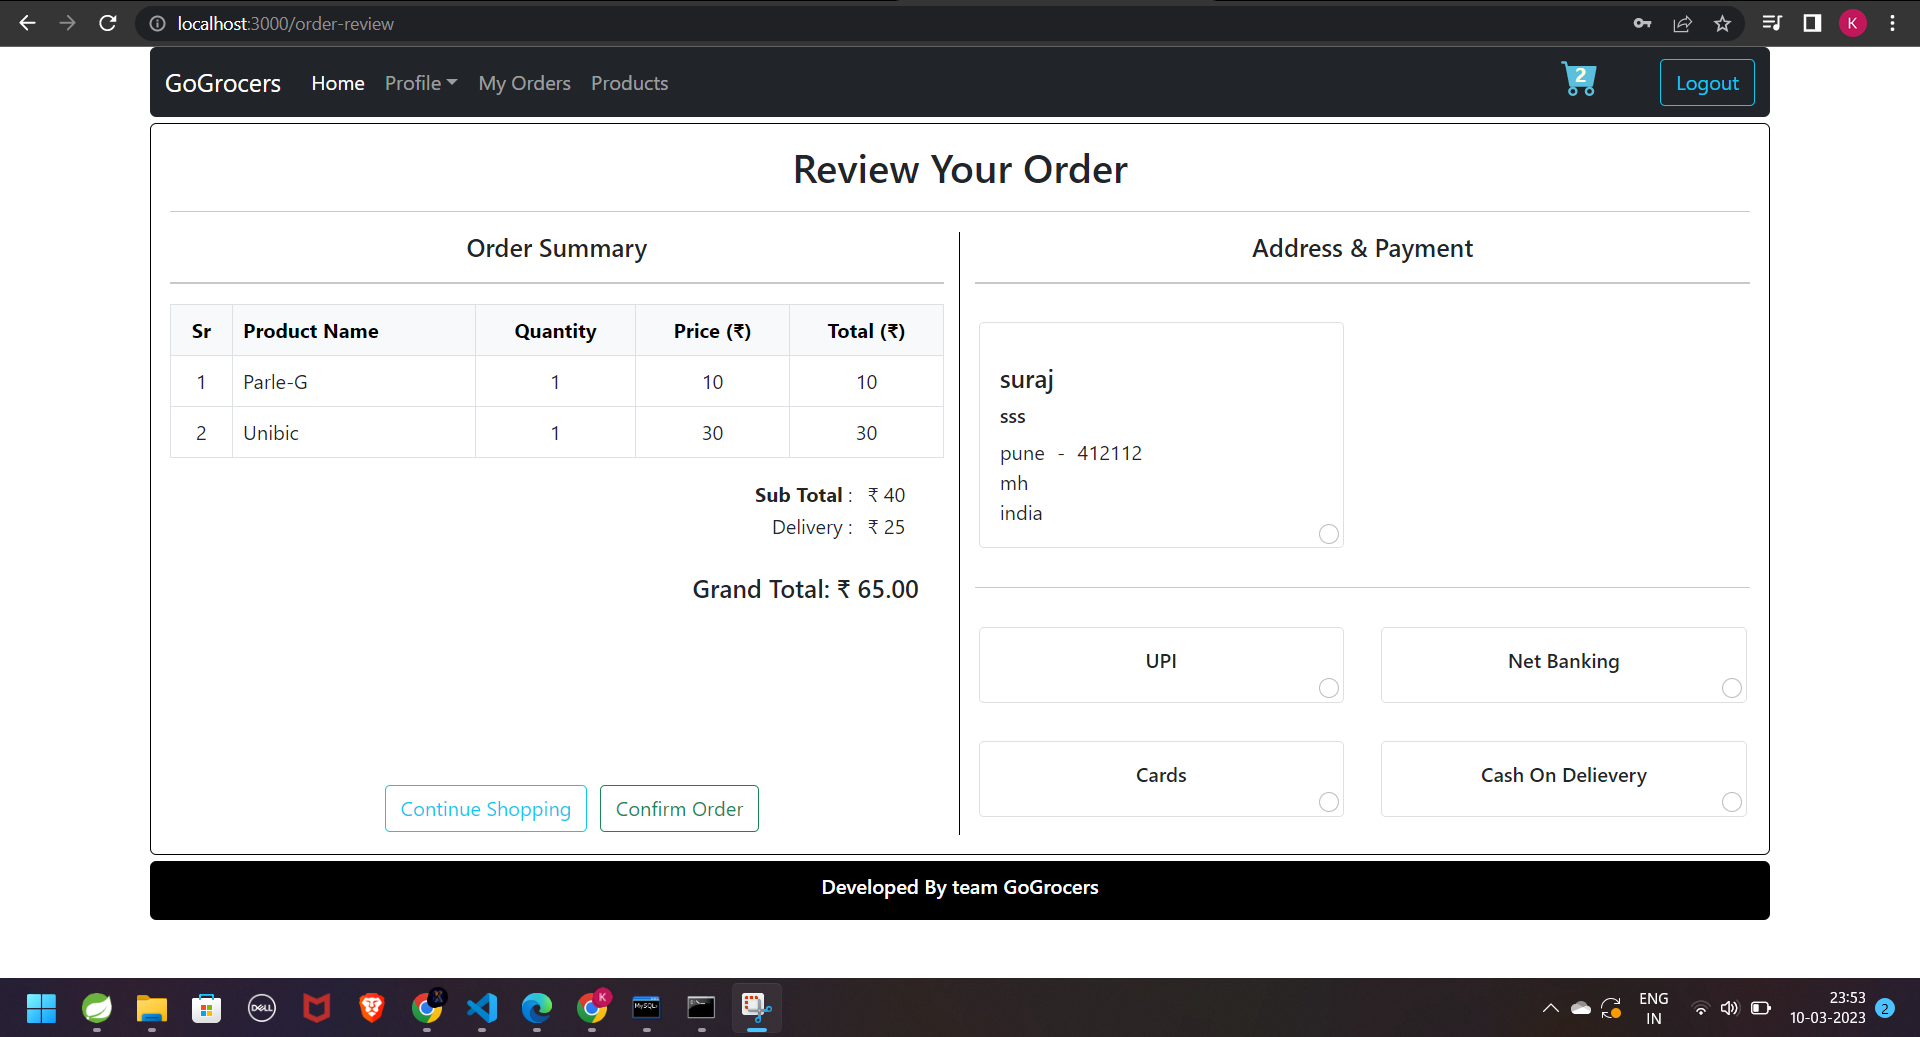 localhost:3000/order-review
K
GoGrocers Home Profile My Orders Products 2 Logout
Review Your Order
Order Summary
Sr Product Name Quantity Price (₹) Total (₹)
1 Parle-G 1 10 10
2 Unibic 1 30 30
Sub Total : ₹ 40
Delivery : ₹ 25
Grand Total: ₹ 65.00
Continue Shopping Confirm Order
Address & Payment
suraj
sss
pune - 412112
mh
india
UPI Net Banking
Cards Cash On Delievery
Developed By team GoGrocers
DELL
K
MySQL
ENG
IN
23:53
10-03-2023
2